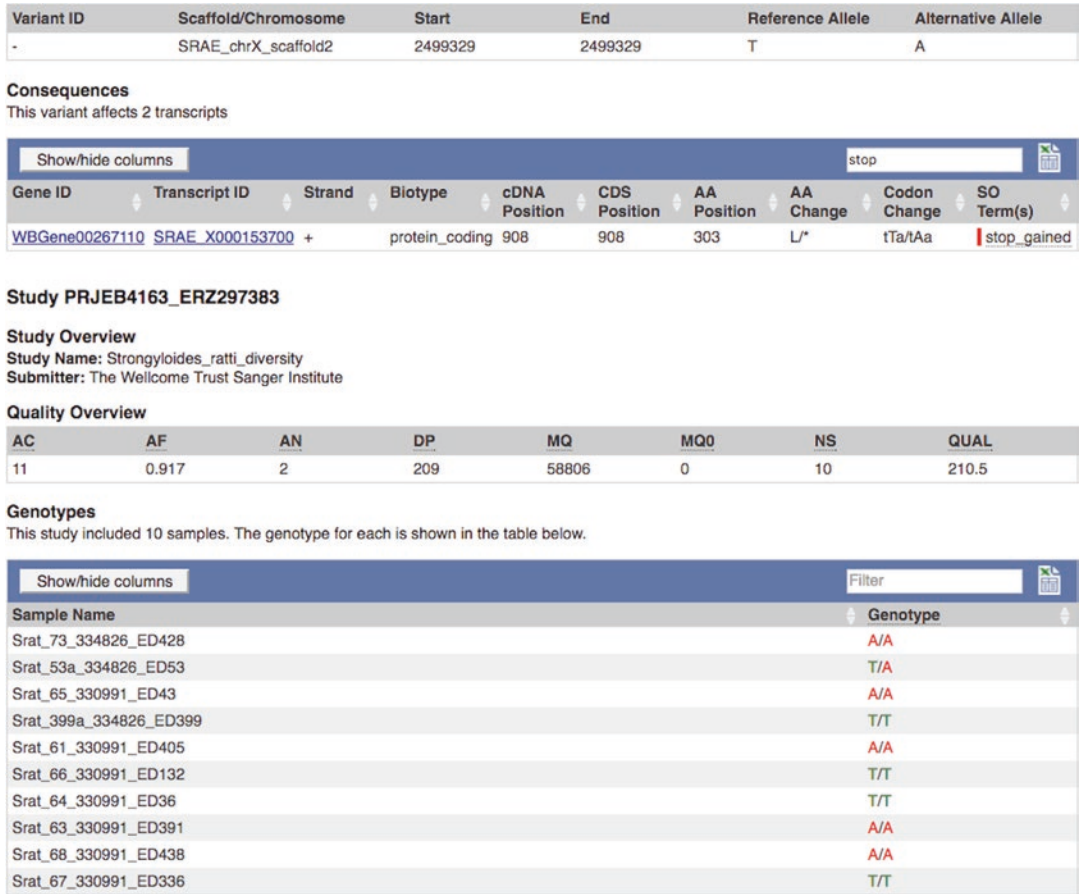 Variant ID Scaffold/Chromosome Start End Reference Allele Alternative Allele
- SRAE_chrX_scaffold2 2499329 2499329 T A
Consequences
This variant affects 2 transcripts
Show/hide columns stop
Gene ID Transcript ID Strand Biotype cDNA Position CDS Position AA Position AA Change Codon Change SO Term(s)
WBGene00267110 SRAE_X000153700 + protein_coding 908 908 303 L/* tTa/tAa stop_gained
Study PRJEB4163_ERZ297383
Study Overview
Study Name: Strongyloides_ratti_diversity
Submitter: The Wellcome Trust Sanger Institute
Quality Overview
AC AF AN DP MQ MQ0 NS QUAL
11 0.917 2 209 58806 0 10 210.5
Genotypes
This study included 10 samples. The genotype for each is shown in the table below.
Show/hide columns Filter
Sample Name Genotype
Srat_73_334826_ED428 A/A
Srat_53a_334826_ED53 T/A
Srat_65_330991_ED43 A/A
Srat_399a_334826_ED399 T/T
Srat_61_330991_ED405 A/A
Srat_66_330991_ED132 T/T
Srat_64_330991_ED36 T/T
Srat_63_330991_ED391 A/A
Srat_68_330991_ED438 A/A
Srat_67_330991_ED336 T/T